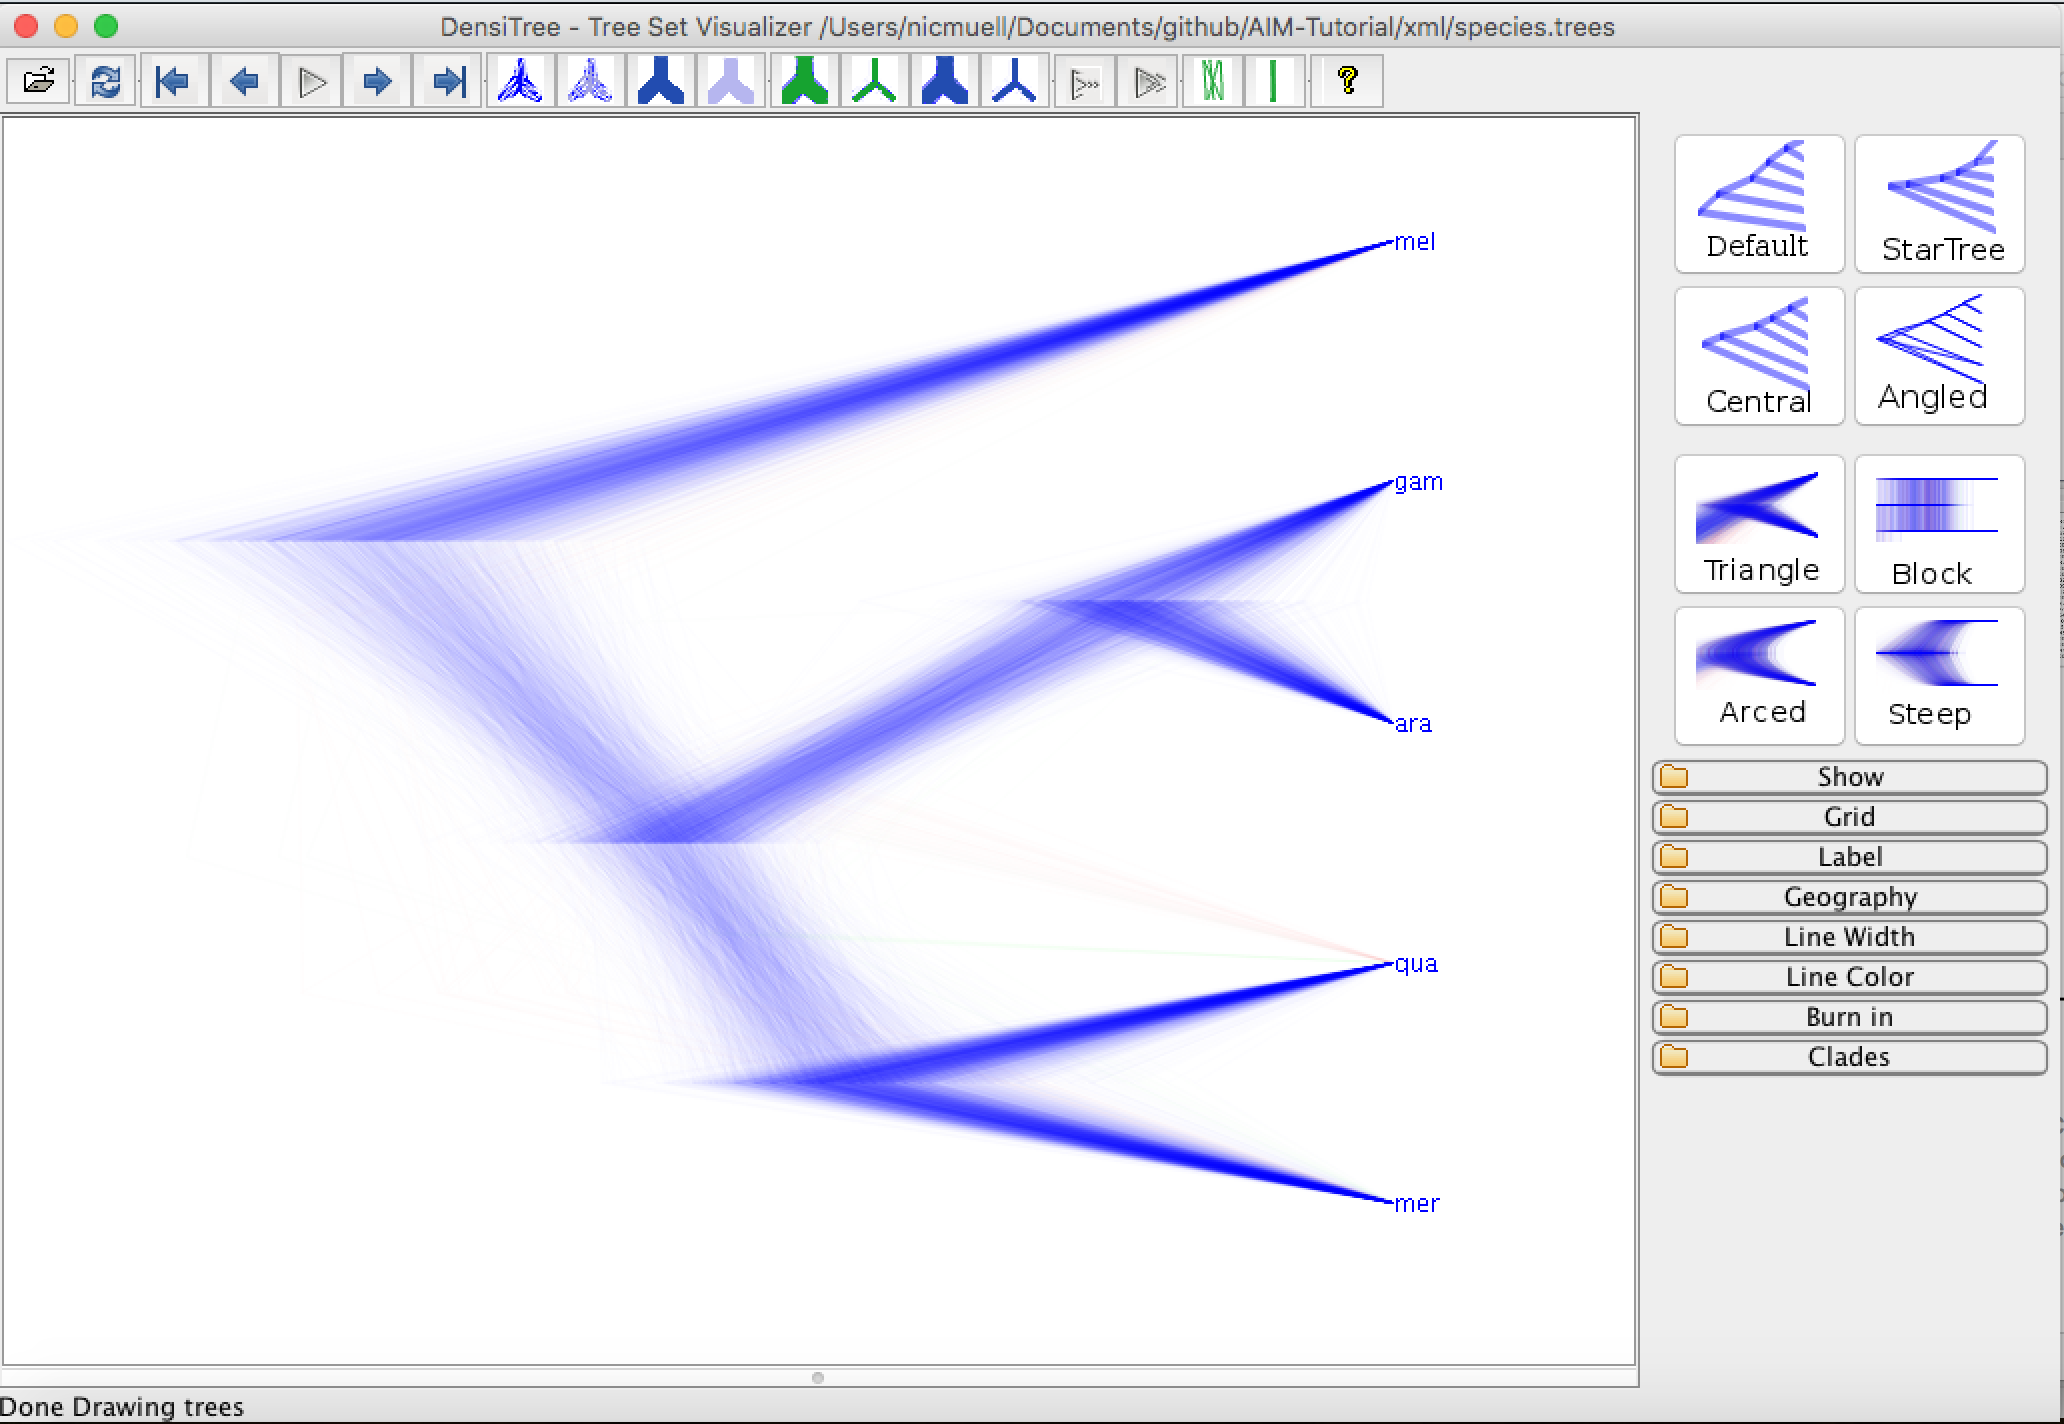 DensiTree - Tree Set Visualizer /Users/nicmuell/Documents/github/AIM-Tutorial/xml/species.trees
?
mel
gam
ara
qua
mer
Default
StarTree
Central
Angled
Triangle
Block
Arced
Steep
Show
Grid
Label
Geography
Line Width
Line Color
Burn in
Clades
Done Drawing trees